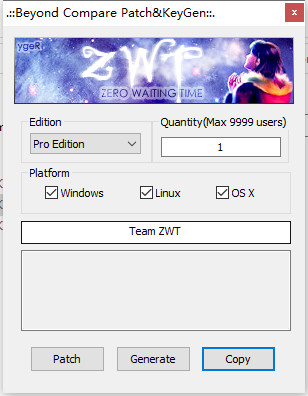 .::Beyond Compare Patch&KeyGen::.
ygeR
ZWT
ZERO WAITING TIME
Edition
Quantity(Max 9999 users)
Pro Edition
1
Platform
Windows
Linux
OS X
Team ZWT
Patch
Generate
Copy